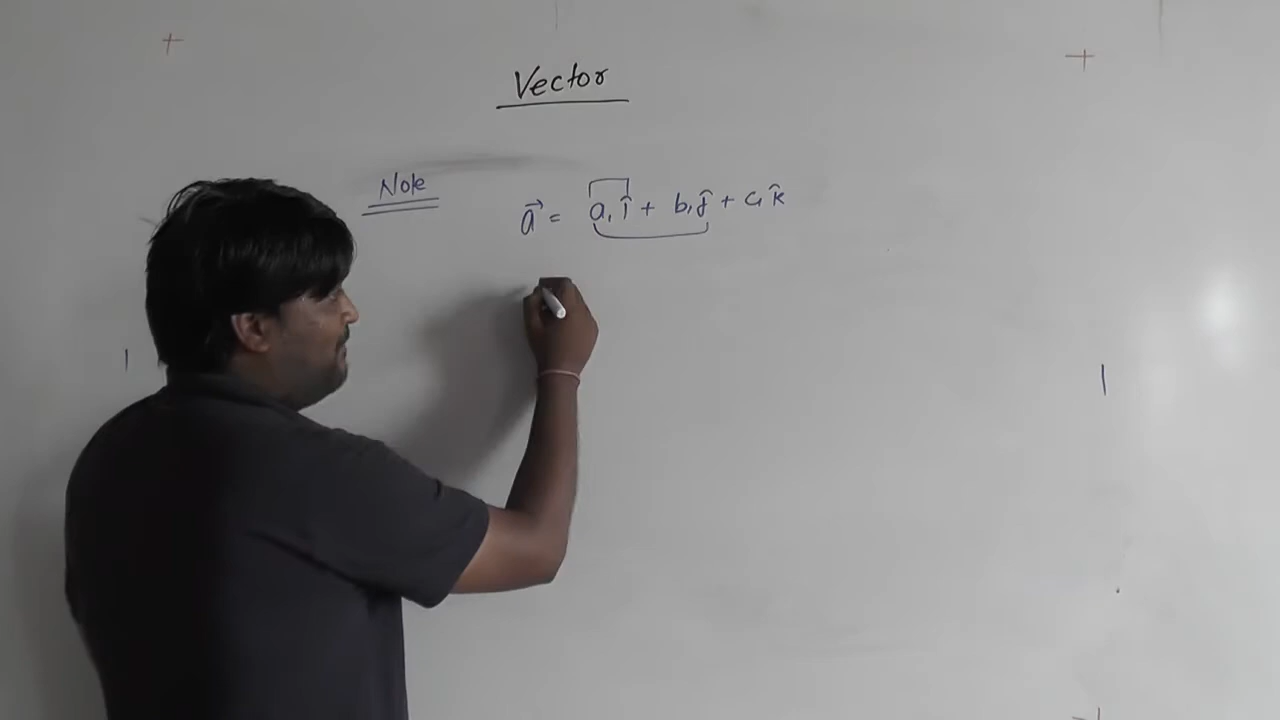 Vector
Note
a⃗ = a₁î + b₁ĵ + c₁k̂